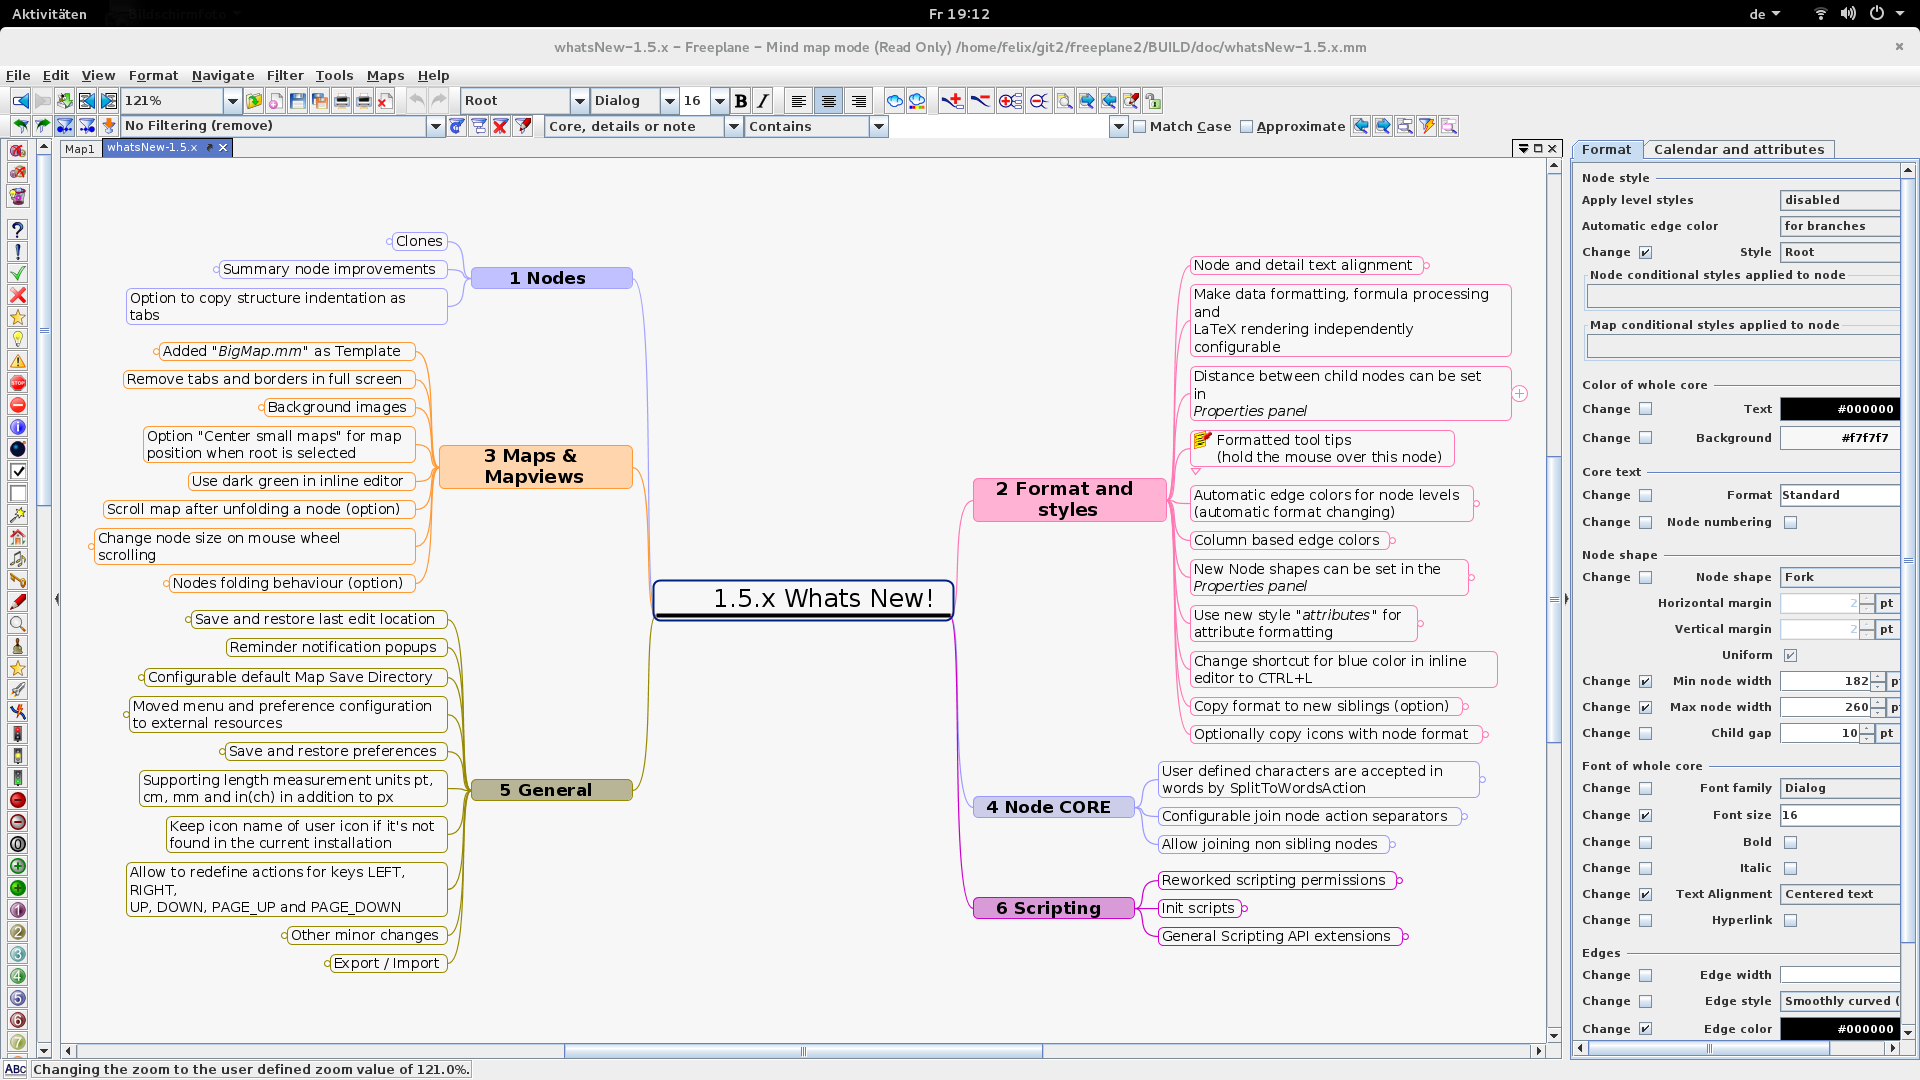 Aktivitäten
Fr 19:12
de
whatsNew-1.5.x – Freeplane – Mind map mode (Read Only) /home/felix/git2/freeplane2/BUILD/doc/whatsNew-1.5.x.mm
File Edit View Format Navigate Filter Tools Maps Help
121% Root Dialog 16 B I
No Filtering (remove) Core, details or note Contains Match Case Approximate
Map1 whatsNew-1.5.x
Clones
Summary node improvements
Option to copy structure indentation as
tabs
1 Nodes
Added "BigMap.mm" as Template
Remove tabs and borders in full screen
Background images
Option "Center small maps" for map
position when root is selected
Use dark green in inline editor
Scroll map after unfolding a node (option)
Change node size on mouse wheel
scrolling
Nodes folding behaviour (option)
3 Maps &
Mapviews
Save and restore last edit location
Reminder notification popups
Configurable default Map Save Directory
Moved menu and preference configuration
to external resources
Save and restore preferences
Supporting length measurement units pt,
cm, mm and in(ch) in addition to px
Keep icon name of user icon if it's not
found in the current installation
Allow to redefine actions for keys LEFT,
RIGHT,
UP, DOWN, PAGE_UP and PAGE_DOWN
Other minor changes
Export / Import
5 General
1.5.x Whats New!
2 Format and
styles
Node and detail text alignment
Make data formatting, formula processing
and
LaTeX rendering independently
configurable
Distance between child nodes can be set
in
Properties panel
Formatted tool tips
(hold the mouse over this node)
Automatic edge colors for node levels
(automatic format changing)
Column based edge colors
New Node shapes can be set in the
Properties panel
Use new style "attributes" for
attribute formatting
Change shortcut for blue color in inline
editor to CTRL+L
Copy format to new siblings (option)
Optionally copy icons with node format
4 Node CORE
User defined characters are accepted in
words by SplitToWordsAction
Configurable join node action separators
Allow joining non sibling nodes
6 Scripting
Reworked scripting permissions
Init scripts
General Scripting API extensions
Format Calendar and attributes
Node style
Apply level styles disabled
Automatic edge color for branches
Change Style Root
Node conditional styles applied to node
Map conditional styles applied to node
Color of whole core
Change Text #000000
Change Background #f7f7f7
Core text
Change Format Standard
Change Node numbering
Node shape
Change Node shape Fork
Horizontal margin 2 pt
Vertical margin 2 pt
Uniform
Change Min node width 182 p
Change Max node width 260 p
Change Child gap 10 pt
Font of whole core
Change Font family Dialog
Change Font size 16
Change Bold
Change Italic
Change Text Alignment Centered text
Change Hyperlink
Edges
Change Edge width
Change Edge style Smoothly curved (
Change Edge color #000000
ABC Changing the zoom to the user defined zoom value of 121.0%.